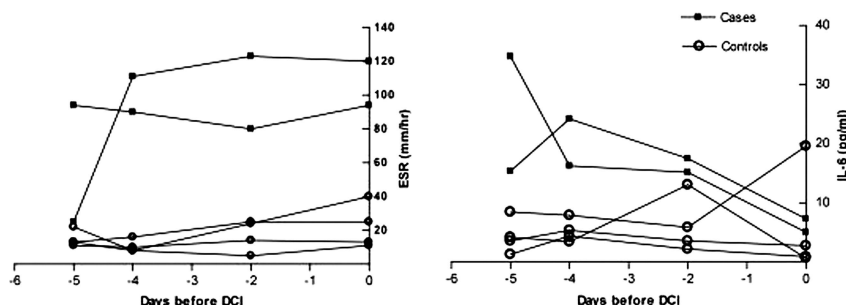 140
120
100
80
60
40
20
ESR (mm/hr)
-6 -5 -4 -3 -2 -1 0
Days before DCI
Cases
Controls
40
30
20
10
IL-6 (pg/ml)
-6 -5 -4 -3 -2 -1 0
Days before DCI